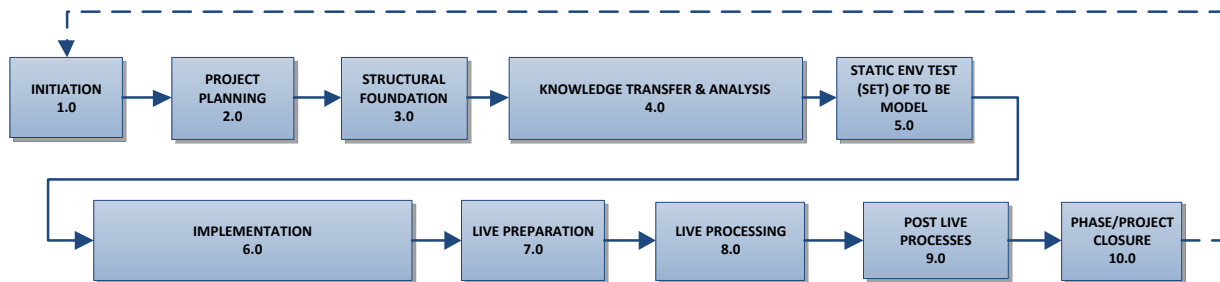 INITIATION
1.0
PROJECT
PLANNING
2.0
STRUCTURAL
FOUNDATION
3.0
KNOWLEDGE TRANSFER & ANALYSIS
4.0
STATIC ENV TEST
(SET) OF TO BE
MODEL
5.0
IMPLEMENTATION
6.0
LIVE PREPARATION
7.0
LIVE PROCESSING
8.0
POST LIVE
PROCESSES
9.0
PHASE/PROJECT
CLOSURE
10.0